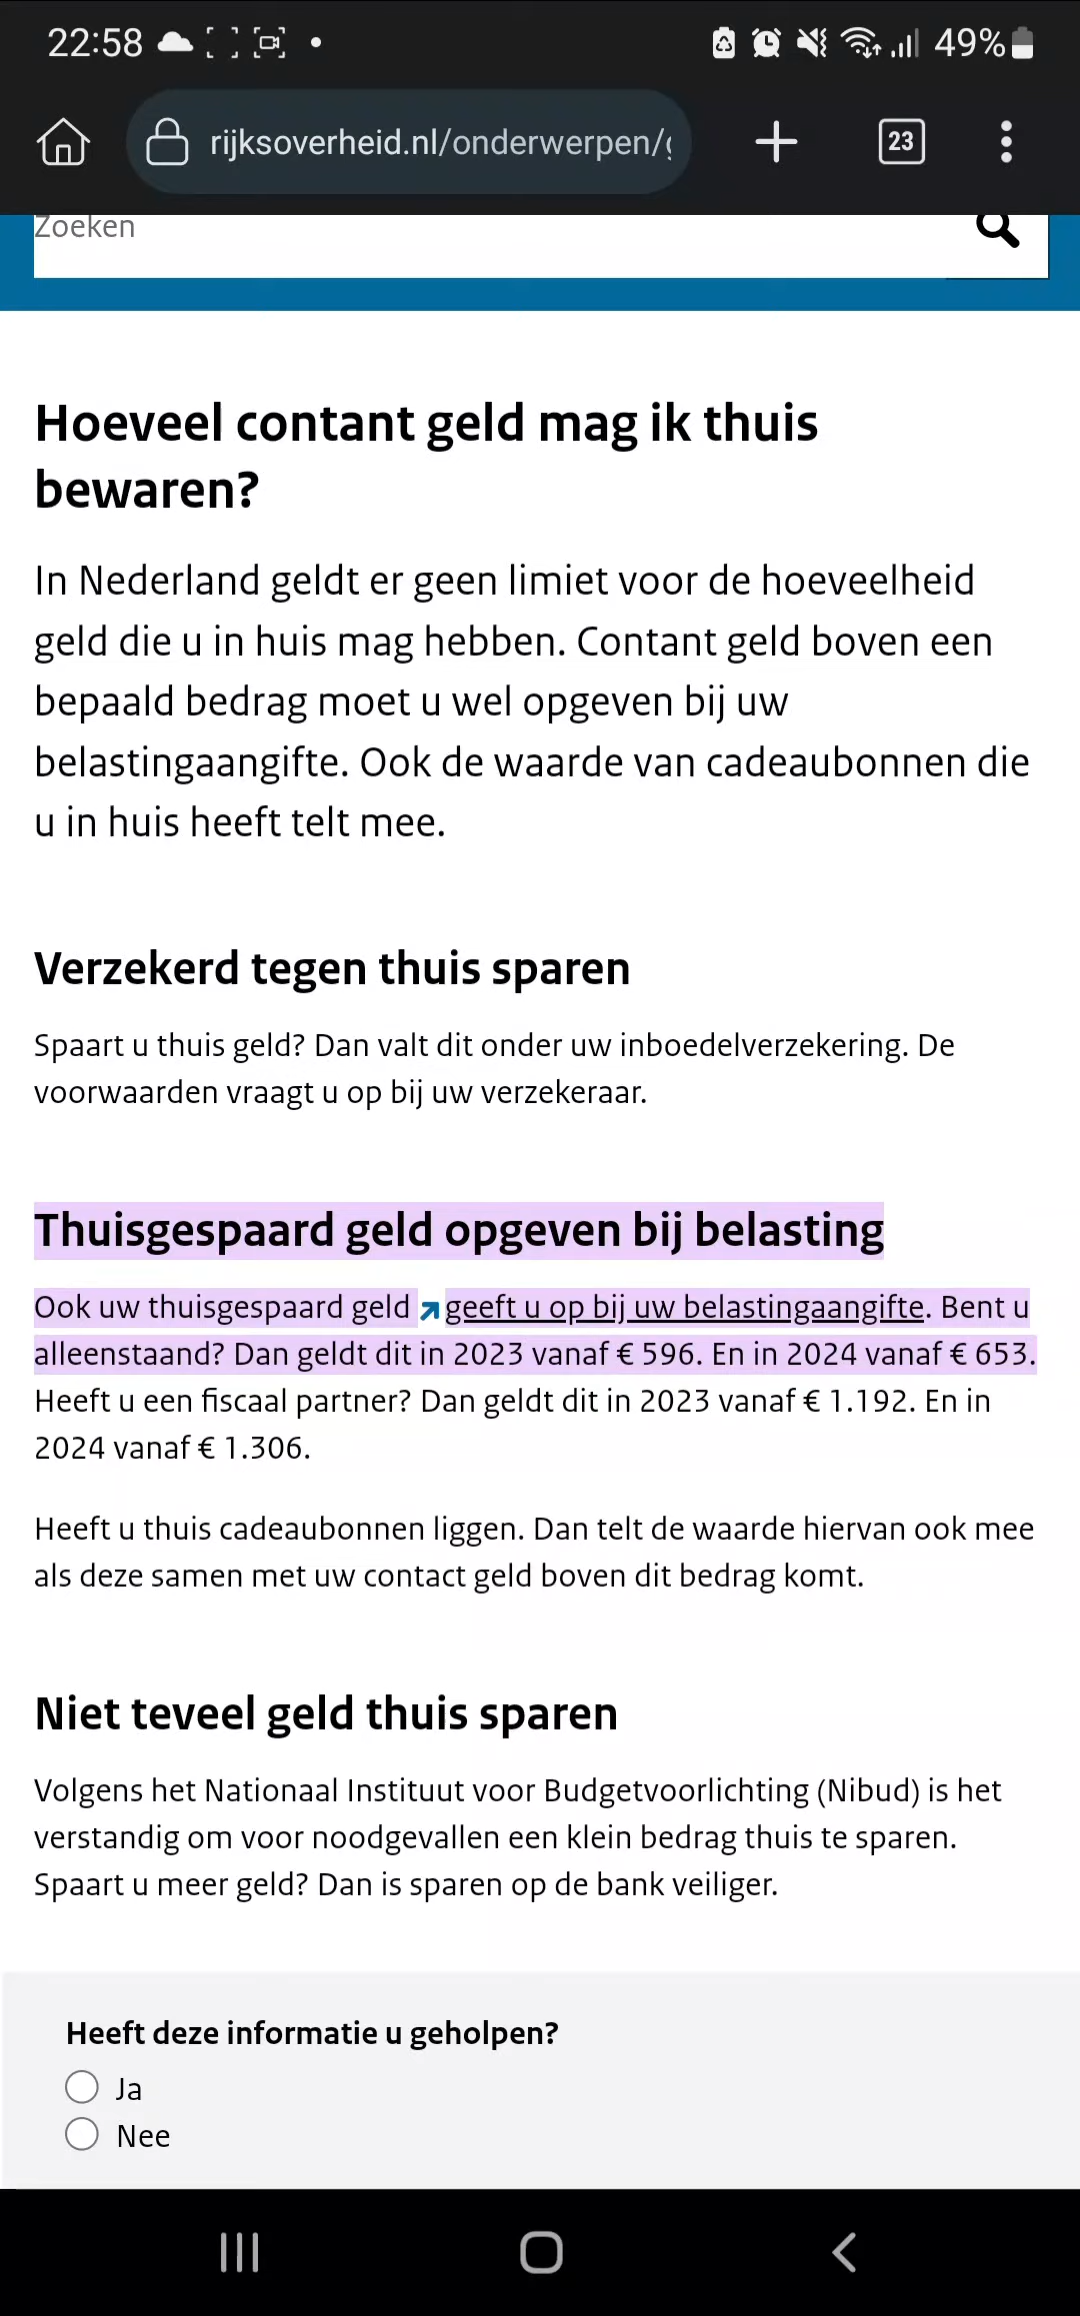 22:58
49%
rijksoverheid.nl/onderwerpen/
23
Zoeken
Hoeveel contant geld mag ik thuis
bewaren?
In Nederland geldt er geen limiet voor de hoeveelheid
geld die u in huis mag hebben. Contant geld boven een
bepaald bedrag moet u wel opgeven bij uw
belastingaangifte. Ook de waarde van cadeaubonnen die
u in huis heeft telt mee.
Verzekerd tegen thuis sparen
Spaart u thuis geld? Dan valt dit onder uw inboedelverzekering. De
voorwaarden vraagt u op bij uw verzekeraar.
Thuisgespaard geld opgeven bij belasting
Ook uw thuisgespaard geld geeft u op bij uw belastingaangifte. Bent u
alleenstaand? Dan geldt dit in 2023 vanaf € 596. En in 2024 vanaf € 653.
Heeft u een fiscaal partner? Dan geldt dit in 2023 vanaf € 1.192. En in
2024 vanaf € 1.306.
Heeft u thuis cadeaubonnen liggen. Dan telt de waarde hiervan ook mee
als deze samen met uw contact geld boven dit bedrag komt.
Niet teveel geld thuis sparen
Volgens het Nationaal Instituut voor Budgetvoorlichting (Nibud) is het
verstandig om voor noodgevallen een klein bedrag thuis te sparen.
Spaart u meer geld? Dan is sparen op de bank veiliger.
Heeft deze informatie u geholpen?
Ja
Nee